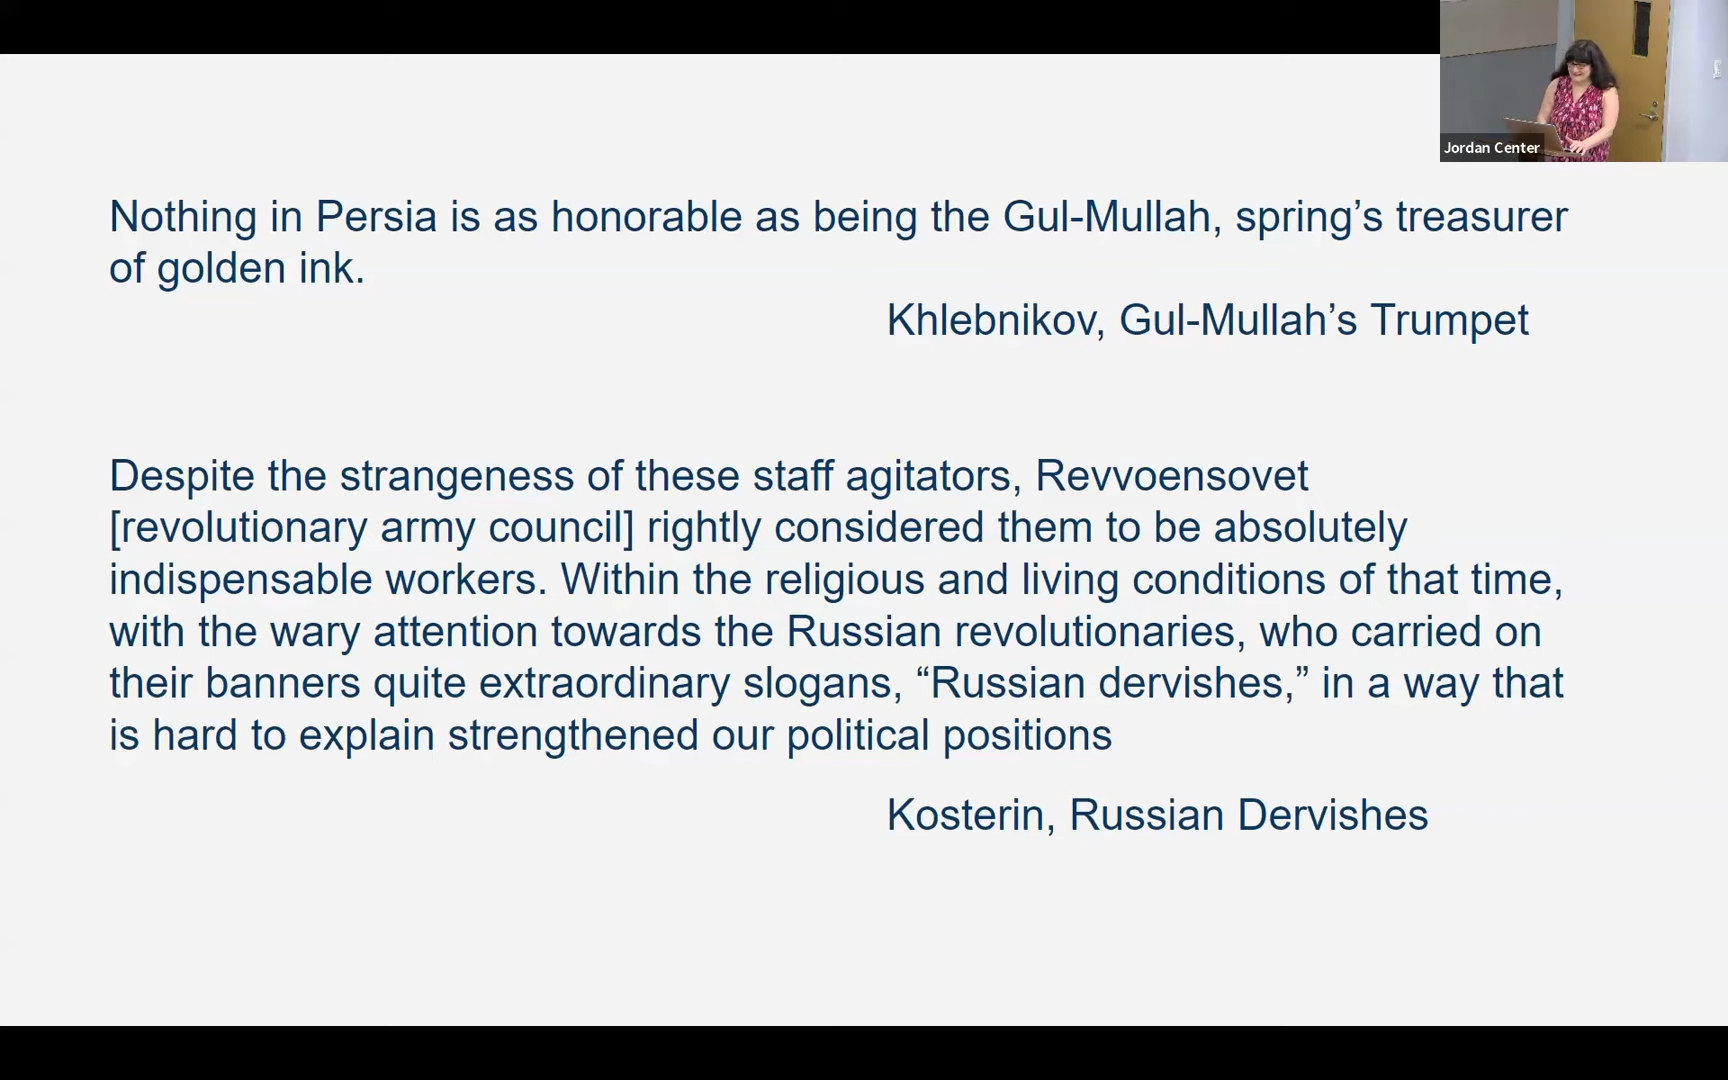 Jordan Center
Nothing in Persia is as honorable as being the Gul-Mullah, spring’s treasurer
of golden ink.
Khlebnikov, Gul-Mullah’s Trumpet
Despite the strangeness of these staff agitators, Revvoensovet
[revolutionary army council] rightly considered them to be absolutely
indispensable workers. Within the religious and living conditions of that time,
with the wary attention towards the Russian revolutionaries, who carried on
their banners quite extraordinary slogans, “Russian dervishes,” in a way that
is hard to explain strengthened our political positions
Kosterin, Russian Dervishes